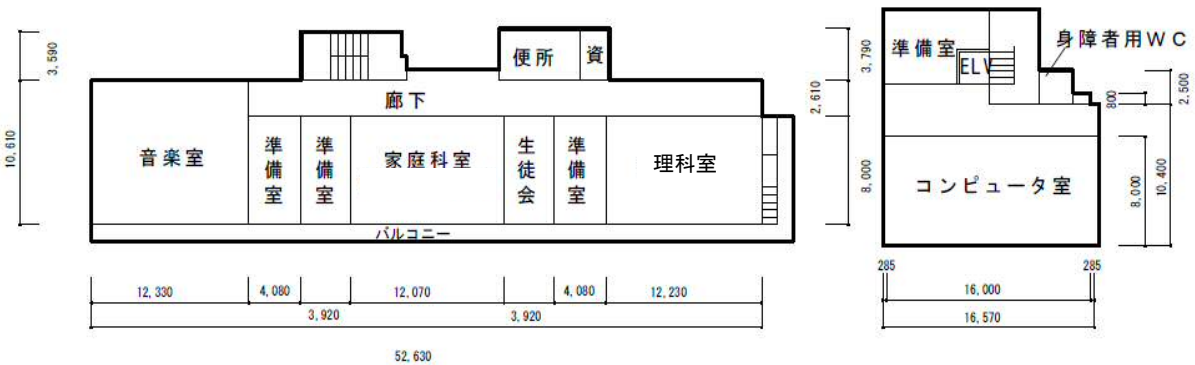 3,590
10,610
便所
資
廊下
音楽室
準備室
準備室
家庭科室
生徒会
準備室
理科室
バルコニー
12,330
4,080
3,920
12,070
3,920
4,080
12,230
52,630
2,610
3,790
8,000
準備室
ELV
身障者用WC
800
2,500
コンピュータ室
8,000
10,400
285
16,000
285
16,570